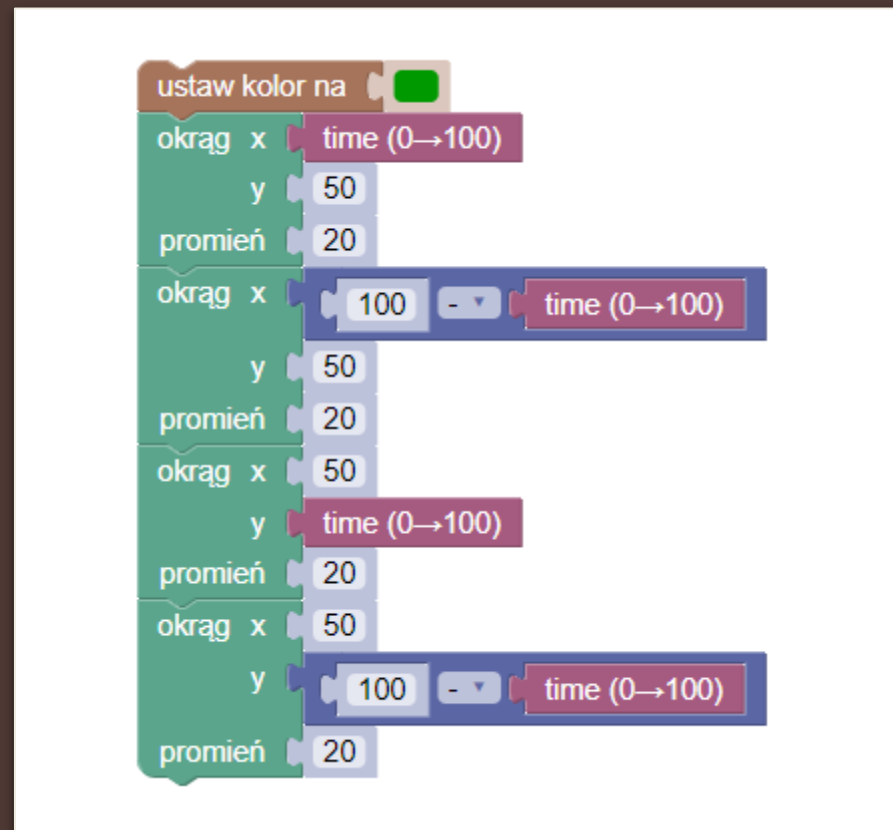 ustaw kolor na
okrąg x time (0→100)
y 50
promień 20
okrąg x 100 - time (0→100)
y 50
promień 20
okrąg x 50
y time (0→100)
promień 20
okrąg x 50
y 100 - time (0→100)
promień 20